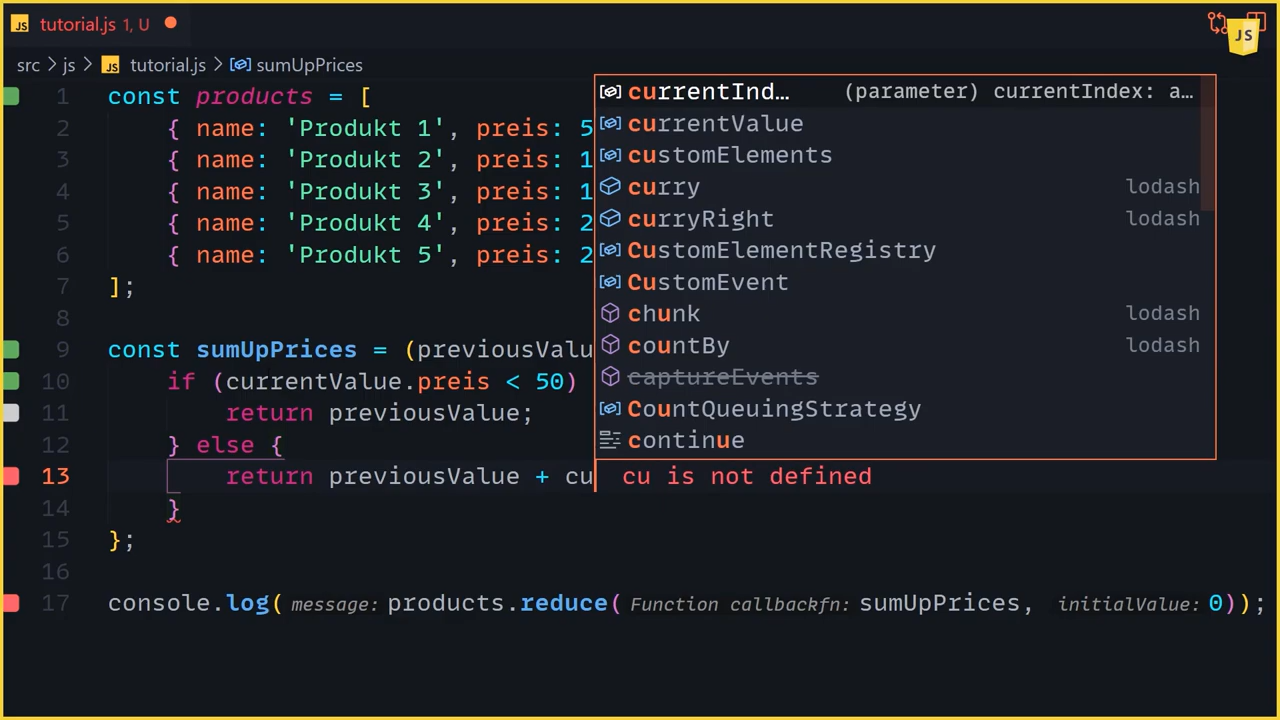 JS tutorial.js 1, U
JS
src > js > JS tutorial.js > sumUpPrices
1 const products = [
2 { name: 'Produkt 1', preis: 5
3 { name: 'Produkt 2', preis: 1
4 { name: 'Produkt 3', preis: 1
5 { name: 'Produkt 4', preis: 2
6 { name: 'Produkt 5', preis: 2
7 ];
8
9 const sumUpPrices = (previousValu
10 if (currentValue.preis < 50)
11 return previousValue;
12 } else {
13 return previousValue + cu cu is not defined
14 }
15 };
16
17 console.log( message: products.reduce( Function callbackfn: sumUpPrices, initialValue: 0));
currentInd… (parameter) currentIndex: a…
currentValue
customElements
curry lodash
curryRight lodash
CustomElementRegistry
CustomEvent
chunk lodash
countBy lodash
captureEvents
CountQueuingStrategy
continue